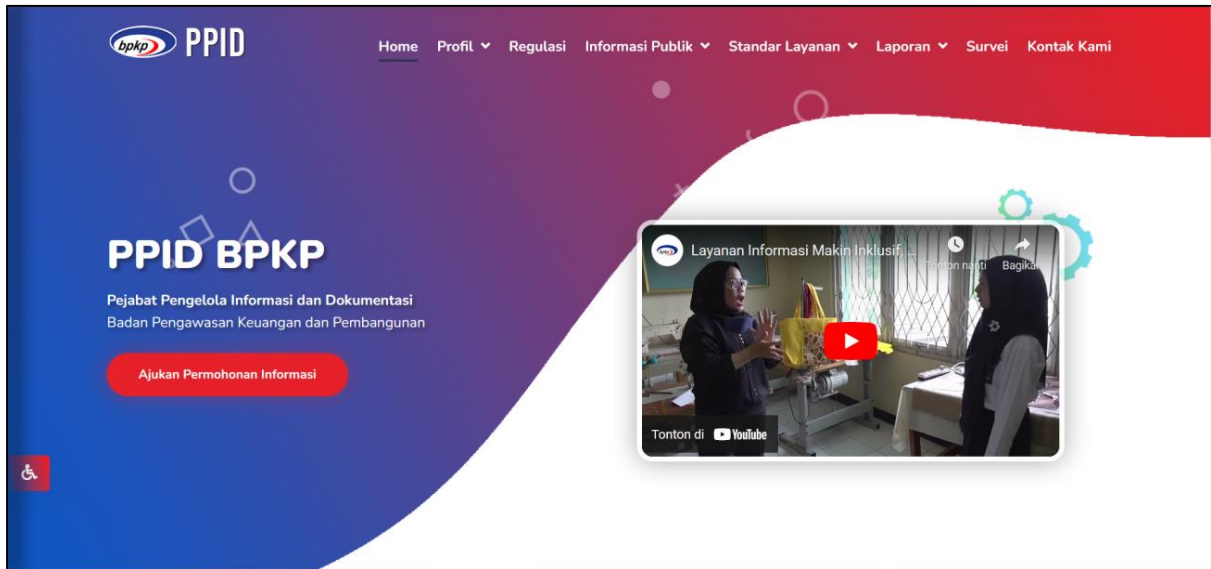 bpkp PPID
Home Profil Regulasi Informasi Publik Standar Layanan Laporan Survei Kontak Kami
PPID BPKP
Pejabat Pengelola Informasi dan Dokumentasi
Badan Pengawasan Keuangan dan Pembangunan
Ajukan Permohonan Informasi
Layanan Informasi Makin Inklusif, ...
Tonton nanti Bagikan
Tonton di YouTube